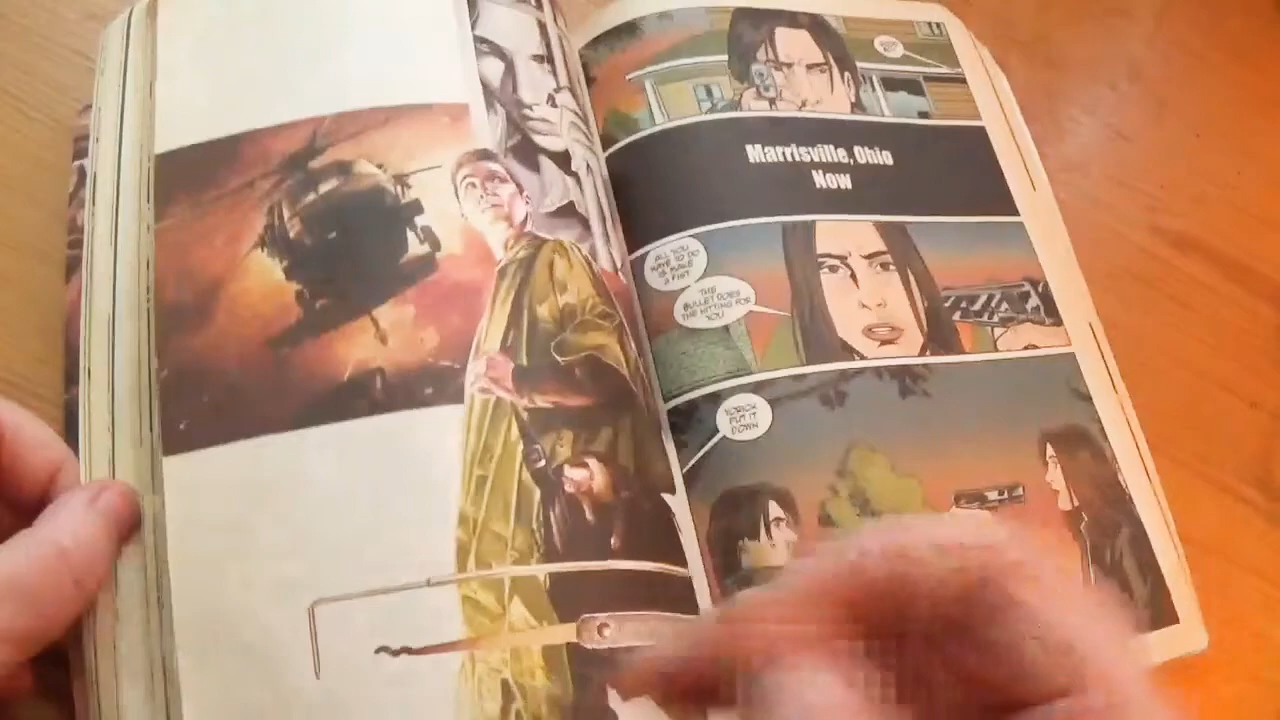 Marrisville, Ohio
Now
ALL YOU
HAVE TO DO
IS MAKE
A FIST
THE
BULLET DOES
THE HITTING FOR
YOU
YORICK
PUT IT
DOWN